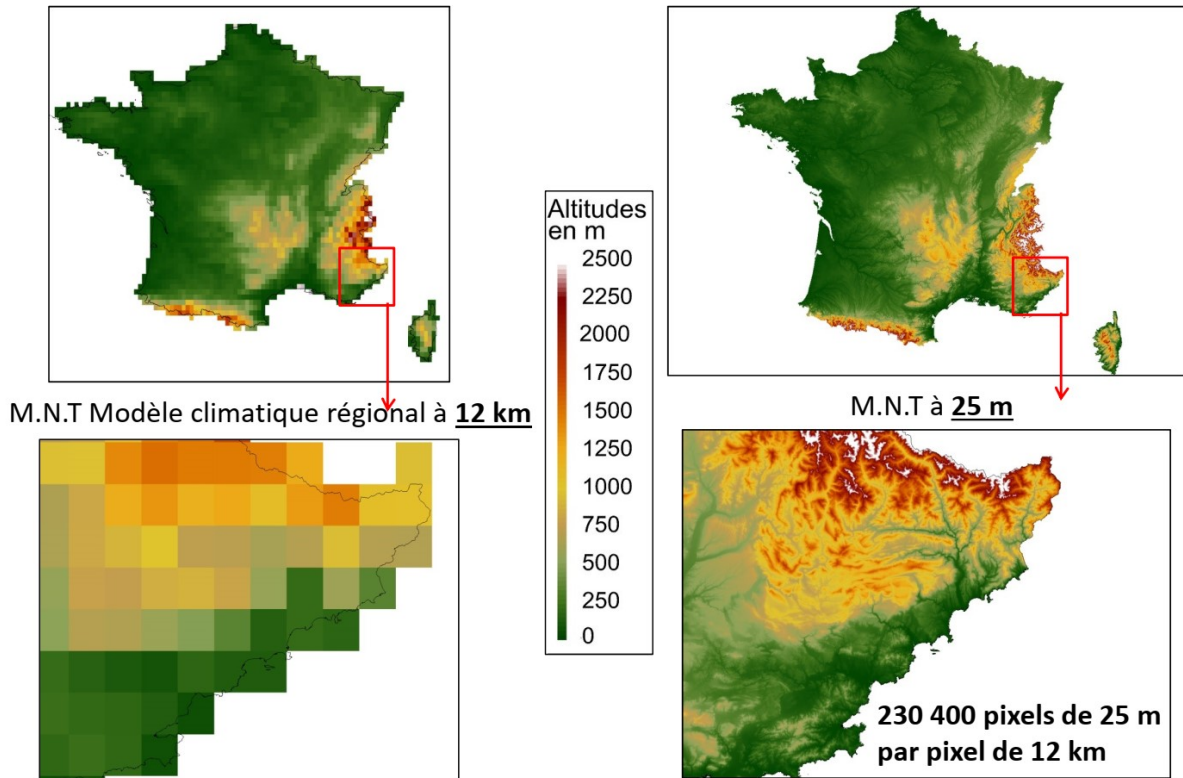 Altitudes
en m
2500
2250
2000
1750
1500
1250
1000
750
500
250
0
M.N.T Modèle climatique régional à 12 km
M.N.T à 25 m
230 400 pixels de 25 m
par pixel de 12 km